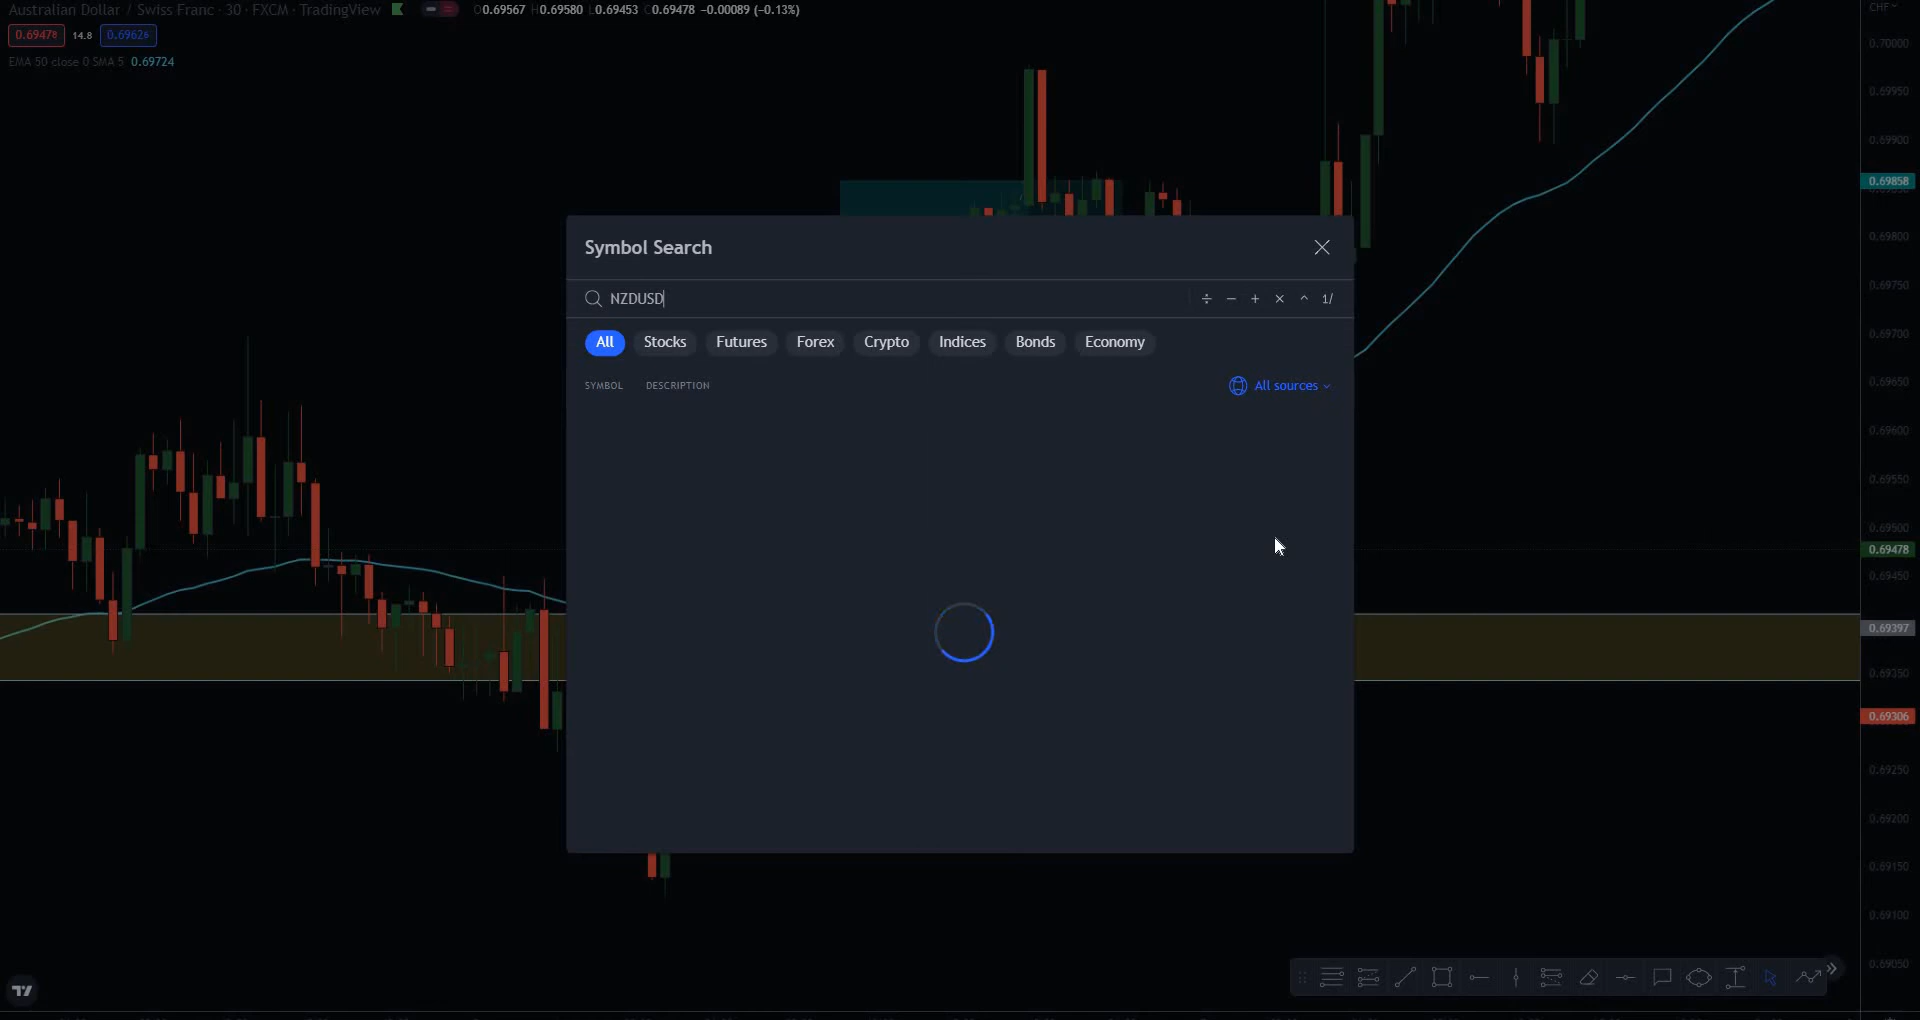 Australian Dollar / Swiss Franc · 30 · FXCM · TradingView O0.69567 H0.69580 L0.69453 C0.69478 −0.00089 (−0.13%)
CHF
0.69478 14.8 0.69626
0.70000
EMA 50 close 0 SMA 5 0.69724
0.69950
0.69900
0.69858
0.69800
Symbol Search
0.69750
NZDUSD ÷ − + × ^ 1/
0.69700
All Stocks Futures Forex Crypto Indices Bonds Economy
0.69650
SYMBOL DESCRIPTION All sources
0.69600
0.69550
0.69500
0.69478
0.69450
0.69397
0.69350
0.69306
0.69250
0.69200
0.69150
0.69100
0.69050